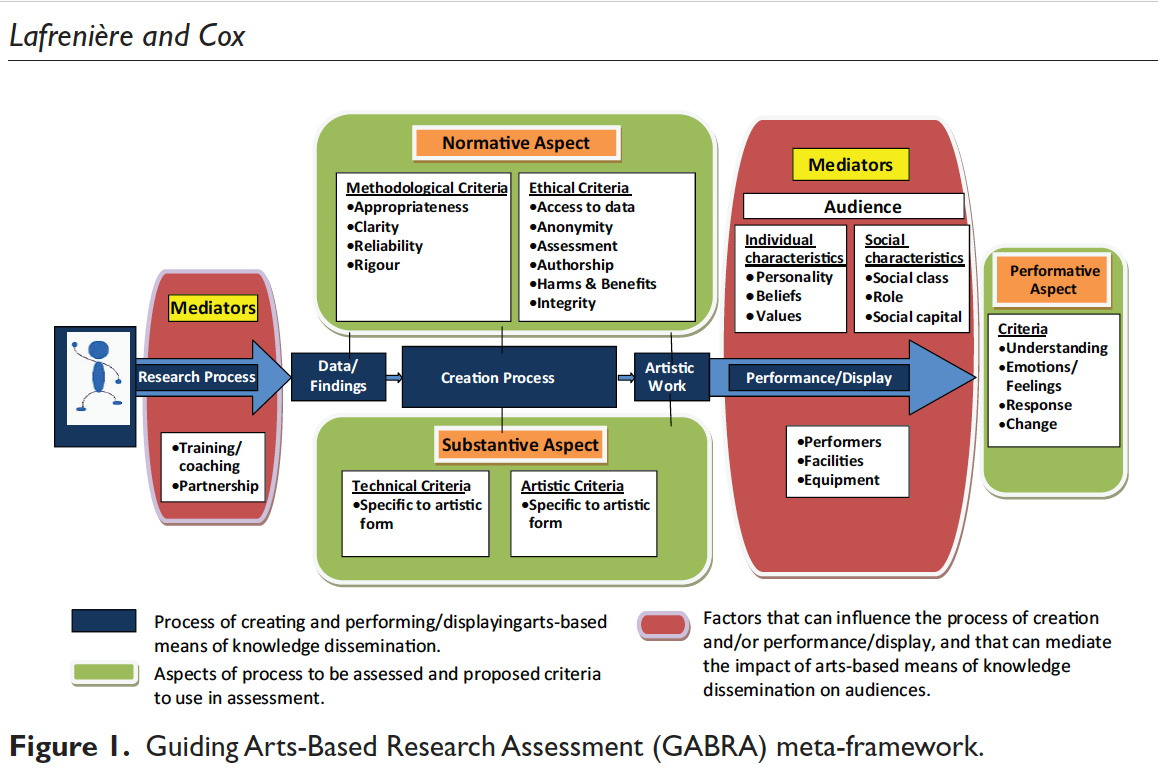 Lafrenière and Cox
Normative Aspect
Methodological Criteria
•Appropriateness
•Clarity
•Reliability
•Rigour
Ethical Criteria
•Access to data
•Anonymity
•Assessment
•Authorship
•Harms & Benefits
•Integrity
Mediators
Research Process
•Training/
coaching
•Partnership
Data/
Findings
Creation Process
Artistic
Work
Substantive Aspect
Technical Criteria
•Specific to artistic
form
Artistic Criteria
•Specific to artistic
form
Mediators
Audience
Individual
characteristics
•Personality
•Beliefs
•Values
Social
characteristics
•Social class
•Role
•Social capital
Performance/Display
•Performers
•Facilities
•Equipment
Performative
Aspect
Criteria
•Understanding
•Emotions/
Feelings
•Response
•Change
Process of creating and performing/displayingarts-based
means of knowledge dissemination.
Aspects of process to be assessed and proposed criteria
to use in assessment.
Factors that can influence the process of creation
and/or performance/display, and that can mediate
the impact of arts-based means of knowledge
dissemination on audiences.
Figure 1. Guiding Arts-Based Research Assessment (GABRA) meta-framework.